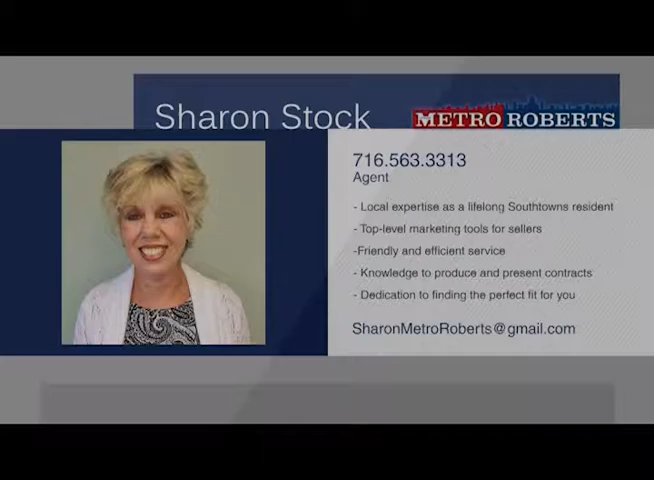 Sharon Stock
METRO ROBERTS
716.563.3313
Agent
- Local expertise as a lifelong Southtowns resident
- Top-level marketing tools for sellers
-Friendly and efficient service
- Knowledge to produce and present contracts
- Dedication to finding the perfect fit for you
SharonMetroRoberts@gmail.com